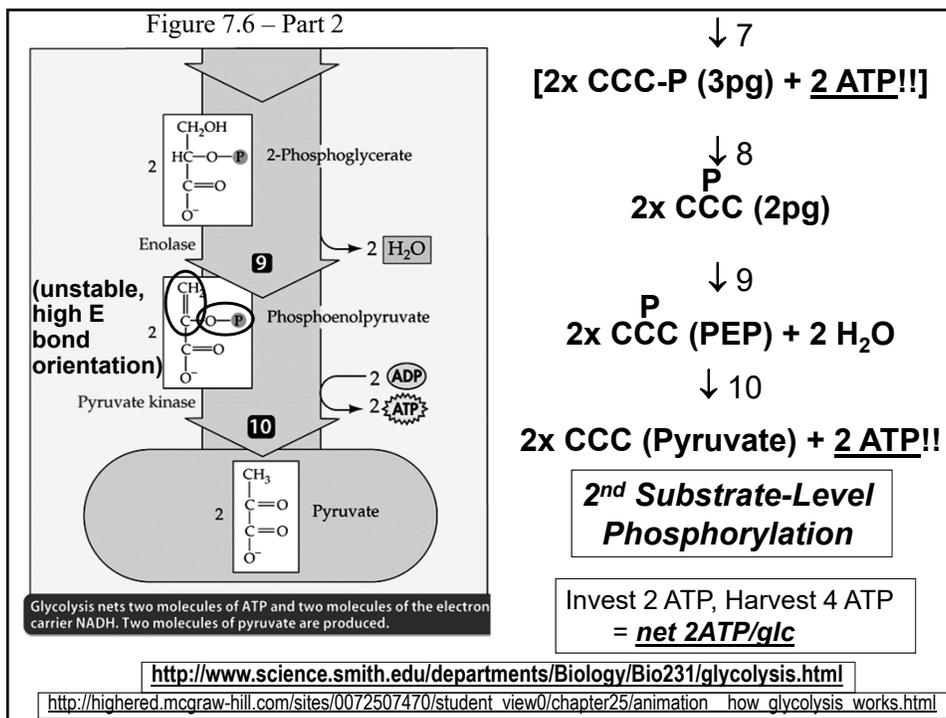 Figure 7.6 – Part 2
CH2OH
2 HC—O—P 2-Phosphoglycerate
C=O
O–
Enolase
2 H2O
9
(unstable, high E bond orientation)
CH2
2 C—O—P Phosphoenolpyruvate
C=O
O–
2 ADP
Pyruvate kinase
2 ATP
10
CH3
C=O
2 Pyruvate
C=O
O–
Glycolysis nets two molecules of ATP and two molecules of the electron
carrier NADH. Two molecules of pyruvate are produced.
↓ 7
[2x CCC-P (3pg) + 2 ATP!!]
↓ 8
P
2x CCC (2pg)
↓ 9
P
2x CCC (PEP) + 2 H2O
↓ 10
2x CCC (Pyruvate) + 2 ATP!!
2nd Substrate-Level
Phosphorylation
Invest 2 ATP, Harvest 4 ATP
= net 2ATP/glc
http://www.science.smith.edu/departments/Biology/Bio231/glycolysis.html
http://highered.mcgraw-hill.com/sites/0072507470/student_view0/chapter25/animation__how_glycolysis_works.html